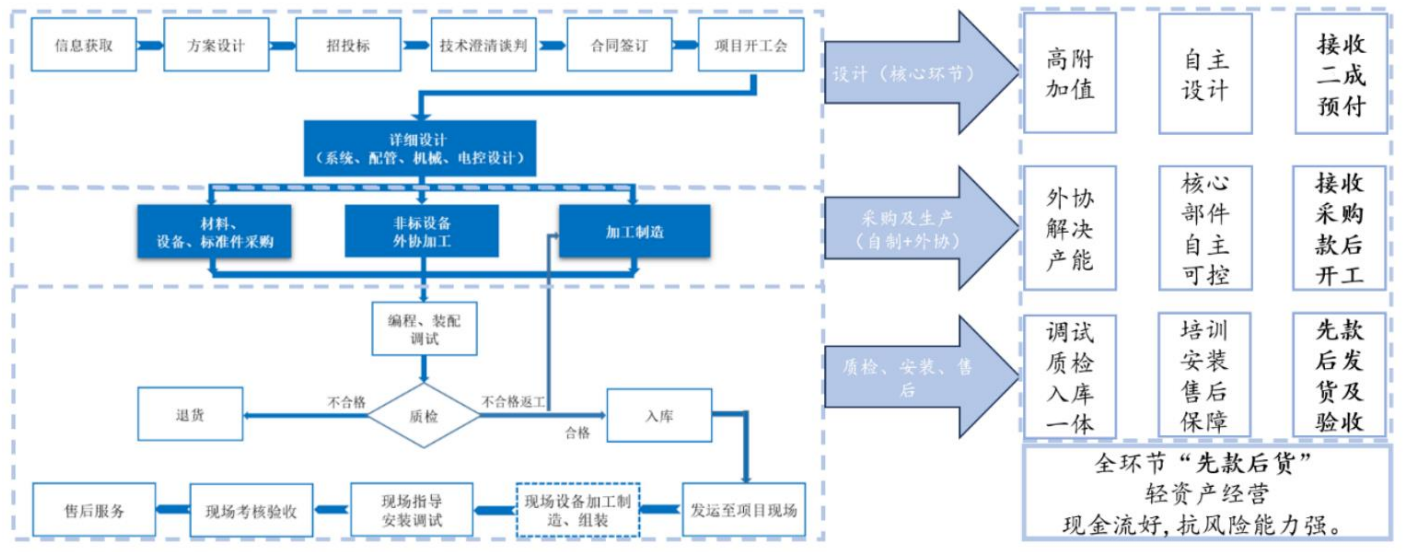 信息获取
方案设计
招投标
技术澄清谈判
合同签订
项目开工会
详细设计
（系统、配管、机械、电控设计）
材料、
设备、标准件采购
非标设备
外协加工
加工制造
编程、装配
调试
质检
不合格
退货
不合格返工
合格
入库
发运至项目现场
现场设备加工制
造、组装
现场指导
安装调试
现场考核验收
售后服务
设计（核心环节）
高附
加值
自主
设计
接收
二成
预付
采购及生产
（自制+外协）
外协
解决
产能
核心
部件
自主
可控
接收
采购
款后
开工
质检、安装、售
后
调试
质检
入库
一体
培训
安装
售后
保障
先款
后发
货及
验收
全环节“先款后货”
轻资产经营
现金流好,抗风险能力强。